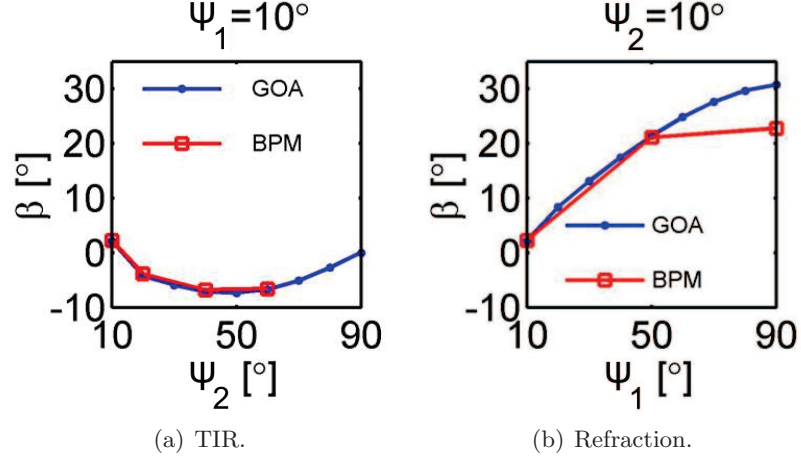 Ψ1=10°
30
20
10
0
-10
10
50
90
β [°]
Ψ2 [°]
GOA
BPM
(a) TIR.
Ψ2=10°
30
20
10
0
-10
10
50
90
β [°]
Ψ1 [°]
GOA
BPM
(b) Refraction.